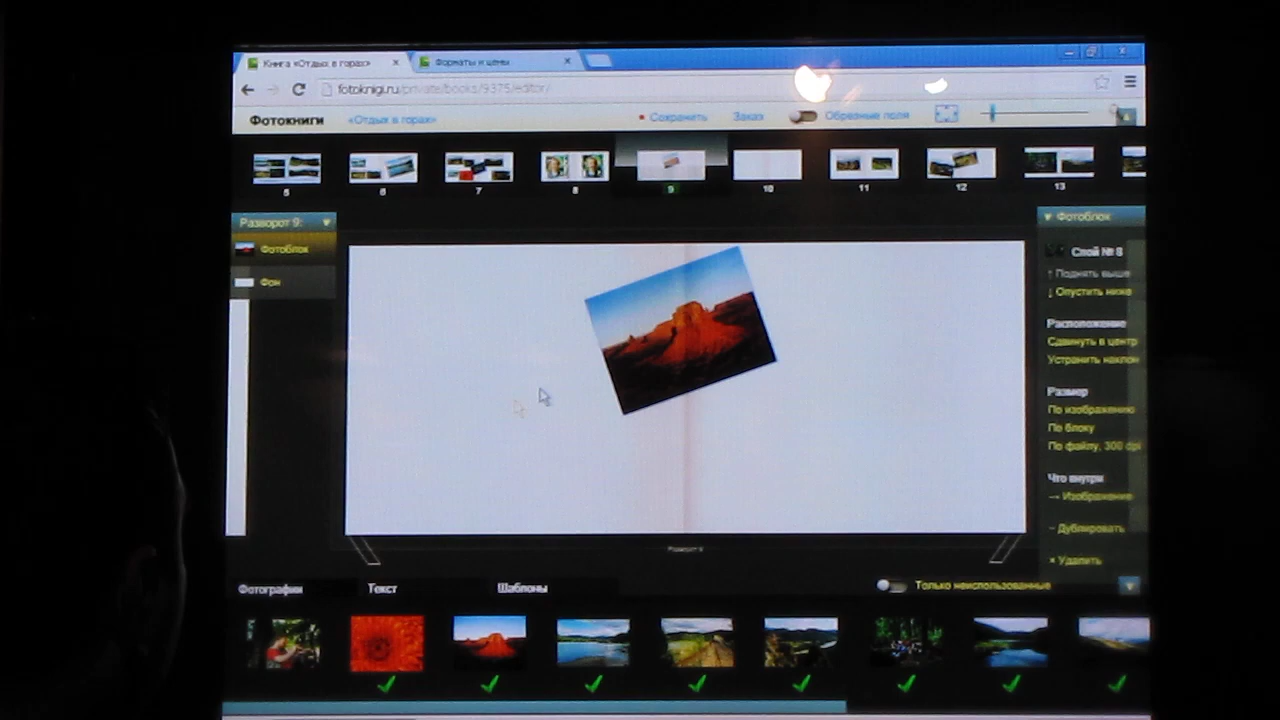 Книга «Отдых в горах»
Форматы и цены
fotoknigi.ru/private/books/9375/editor/
Фотокниги
«Отдых в горах»
Сохранить
Заказ
Обрезные поля
5
6
7
8
9
10
11
12
13
Разворот 9:
Фотоблок
Фон
Фотоблок
Слой № 8
↑ Поднять выше
↓ Опустить ниже
Расположение
Сдвинуть в центр
Устранить наклон
Размер
По изображению
По блоку
По файлу, 300 dpi
Что внутри
→ Изображение
Дублировать
× Удалить
Разворот 9
Фотографии
Текст
Шаблоны
Только неиспользованные